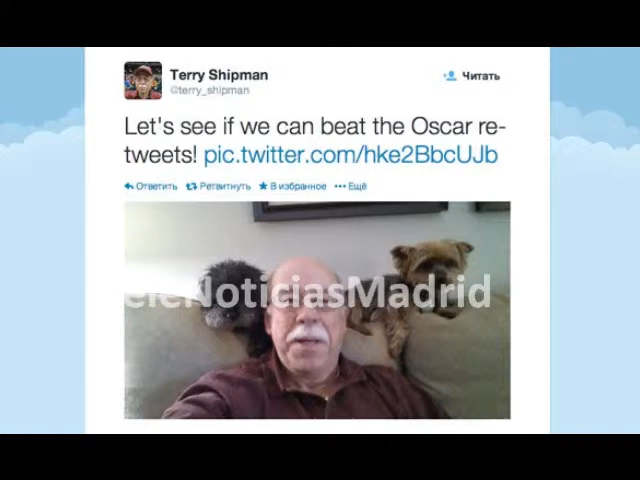 Terry Shipman
@terry_shipman
Читать
Let's see if we can beat the Oscar re-
tweets! pic.twitter.com/hke2BbcUJb
Ответить Ретвитнуть В избранное Ещё
eleNoticiasMadrid